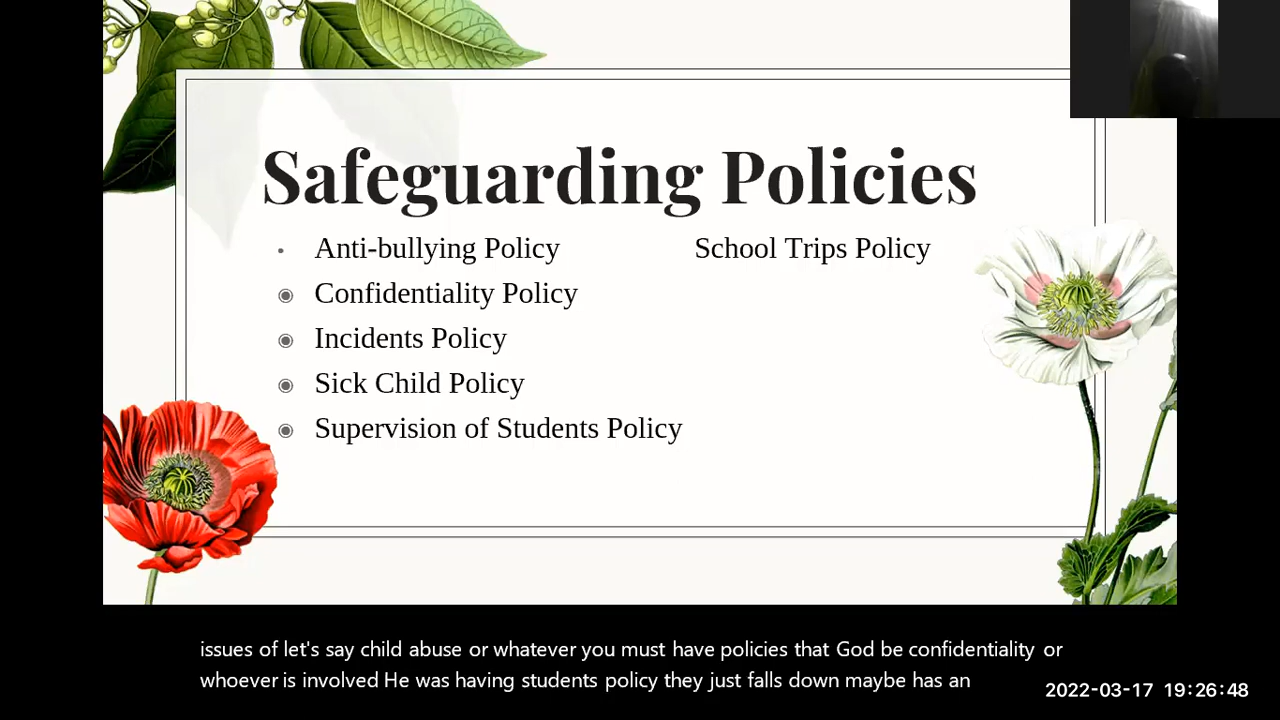 Safeguarding Policies
• Anti-bullying Policy School Trips Policy
◉ Confidentiality Policy
◉ Incidents Policy
◉ Sick Child Policy
◉ Supervision of Students Policy
issues of let's say child abuse or whatever you must have policies that God be confidentiality or
whoever is involved He was having students policy they just falls down maybe has an
2022-03-17 19:26:48